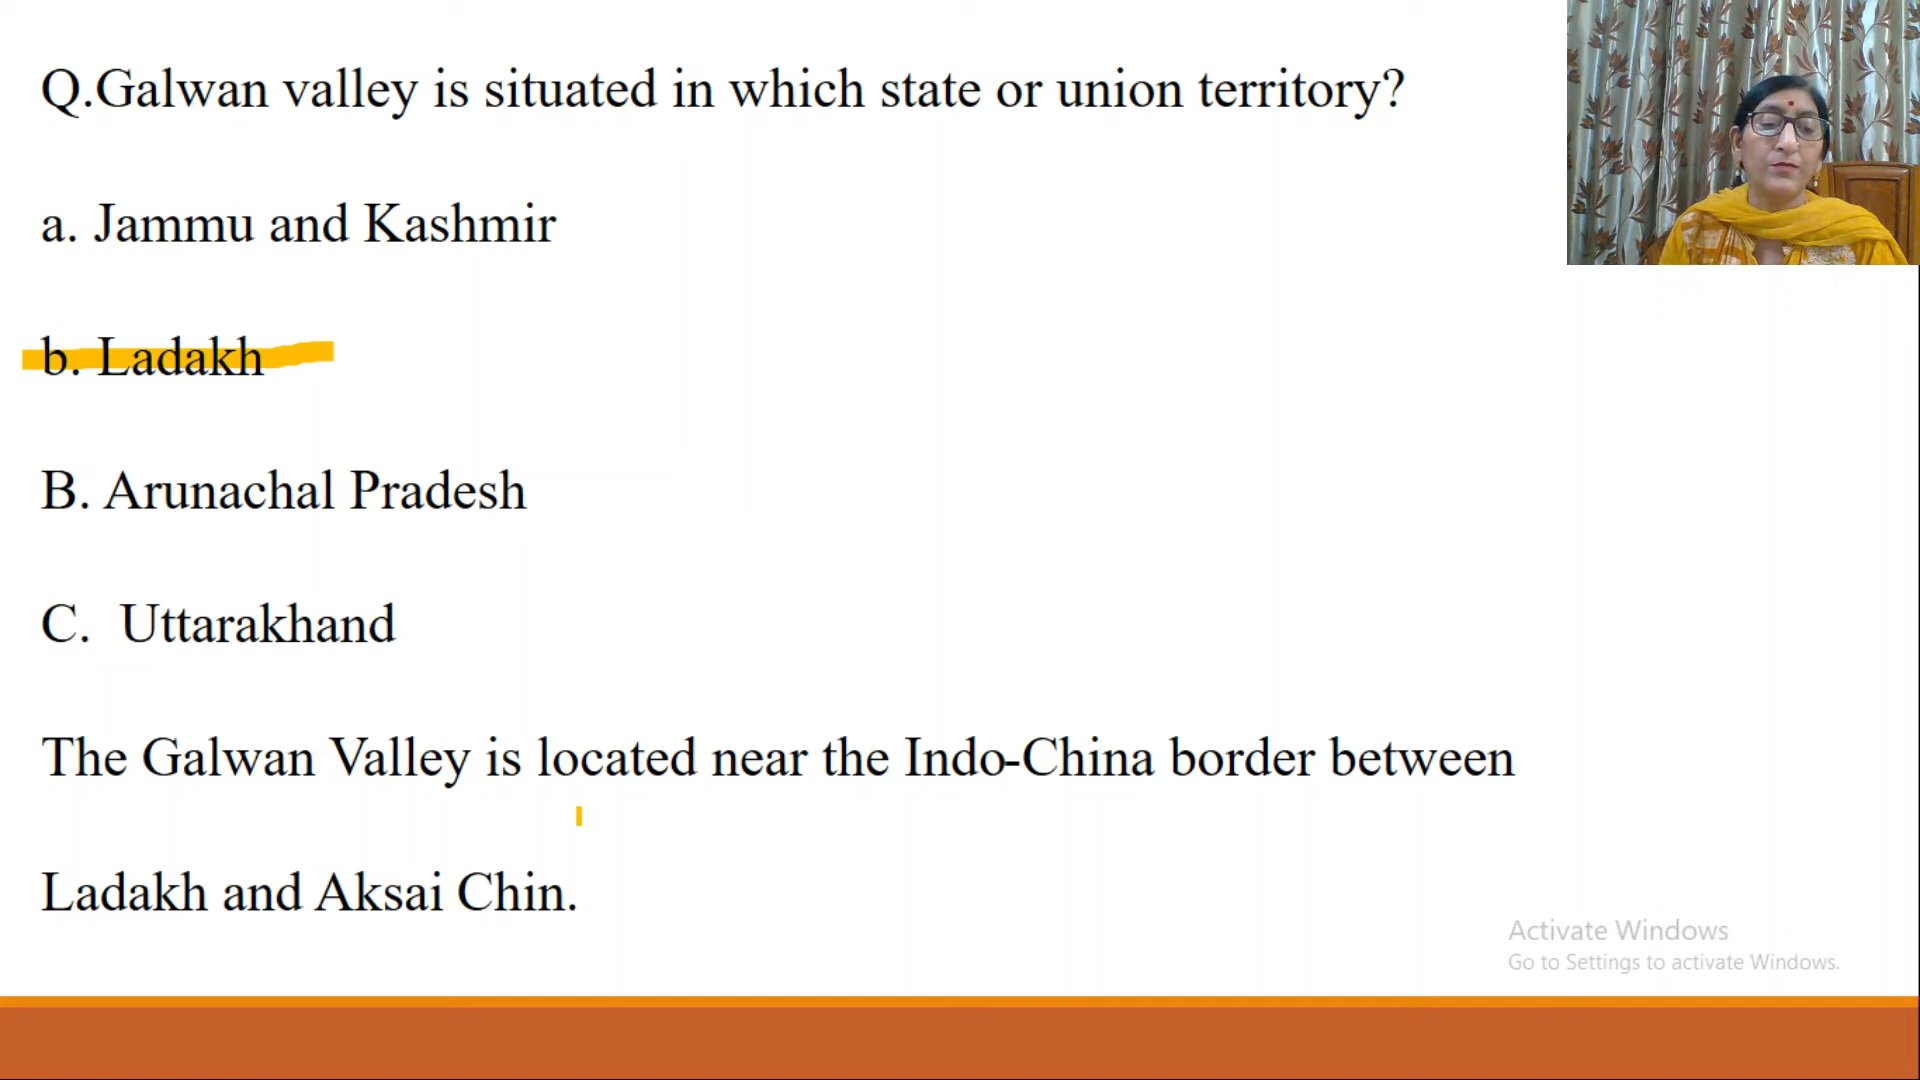 Q.Galwan valley is situated in which state or union territory?
a. Jammu and Kashmir
b. Ladakh
B. Arunachal Pradesh
C. Uttarakhand
The Galwan Valley is located near the Indo-China border between
Ladakh and Aksai Chin.
Activate Windows
Go to Settings to activate Windows.